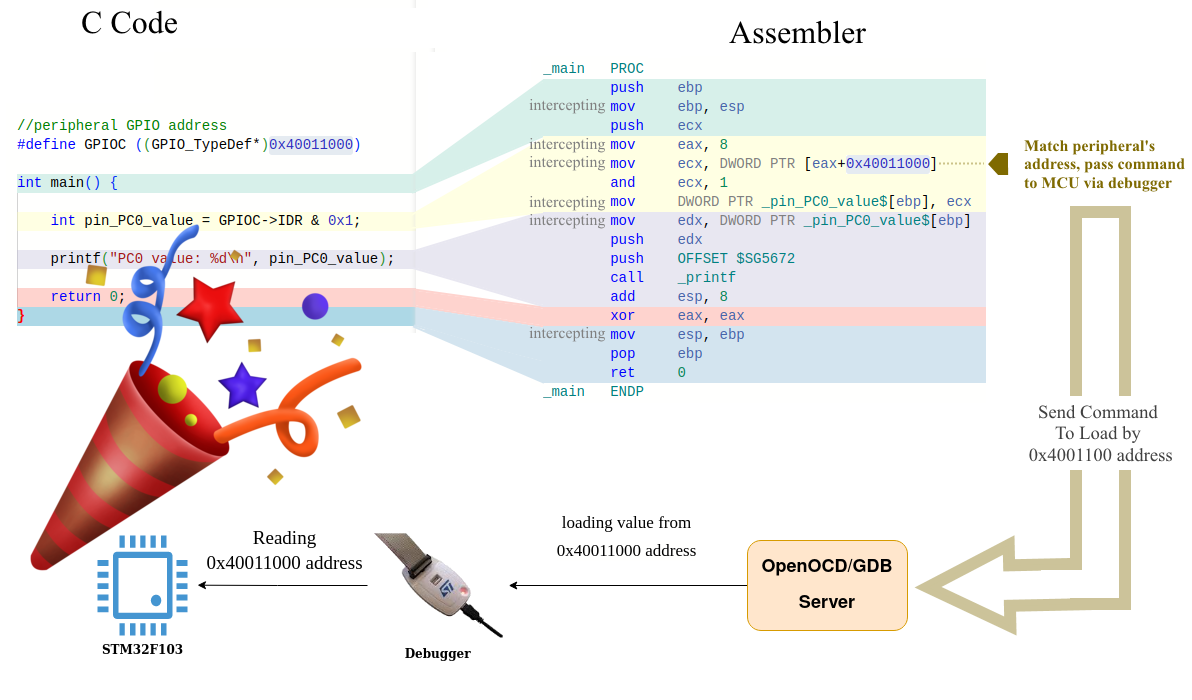 C Code
Assembler
//peripheral GPIO address
#define GPIOC ((GPIO_TypeDef*)0x40011000)
int main() {
int pin_PC0_value = GPIOC->IDR & 0x1;
printf("PC0 value: %d\n", pin_PC0_value);
return 0;
}
_main PROC
push ebp
intercepting mov ebp, esp
push ecx
intercepting mov eax, 8
intercepting mov ecx, DWORD PTR [eax+0x40011000]
and ecx, 1
intercepting mov DWORD PTR _pin_PC0_value$[ebp], ecx
intercepting mov edx, DWORD PTR _pin_PC0_value$[ebp]
push edx
push OFFSET $SG5672
call _printf
add esp, 8
xor eax, eax
intercepting mov esp, ebp
pop ebp
ret 0
_main ENDP
Match peripheral's
address, pass command
to MCU via debugger
Send Command
To Load by
0x4001100 address
OpenOCD/GDB
Server
loading value from
0x40011000 address
ST
Debugger
Reading
0x40011000 address
STM32F103